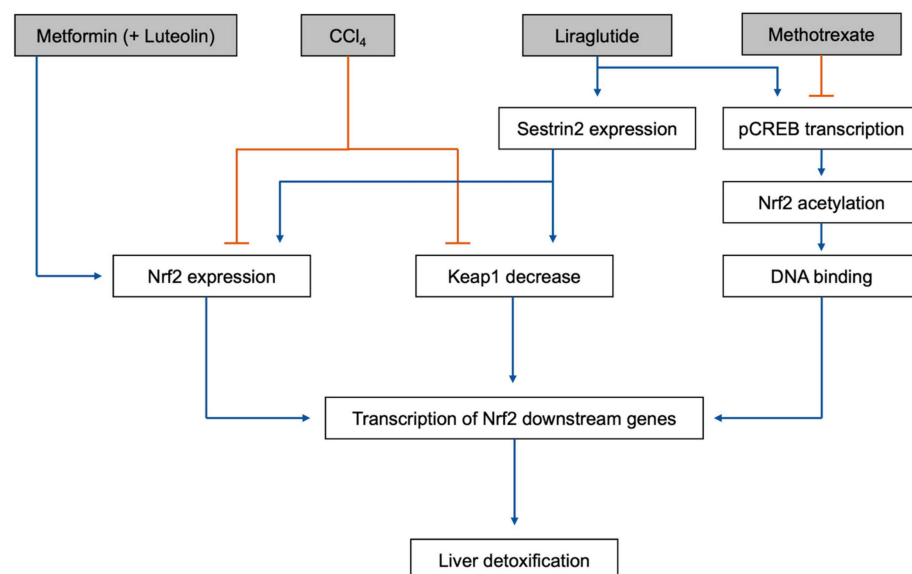 Metformin (+ Luteolin)
CCl₄
Liraglutide
Methotrexate
Sestrin2 expression
pCREB transcription
Nrf2 acetylation
Nrf2 expression
Keap1 decrease
DNA binding
Transcription of Nrf2 downstream genes
Liver detoxification